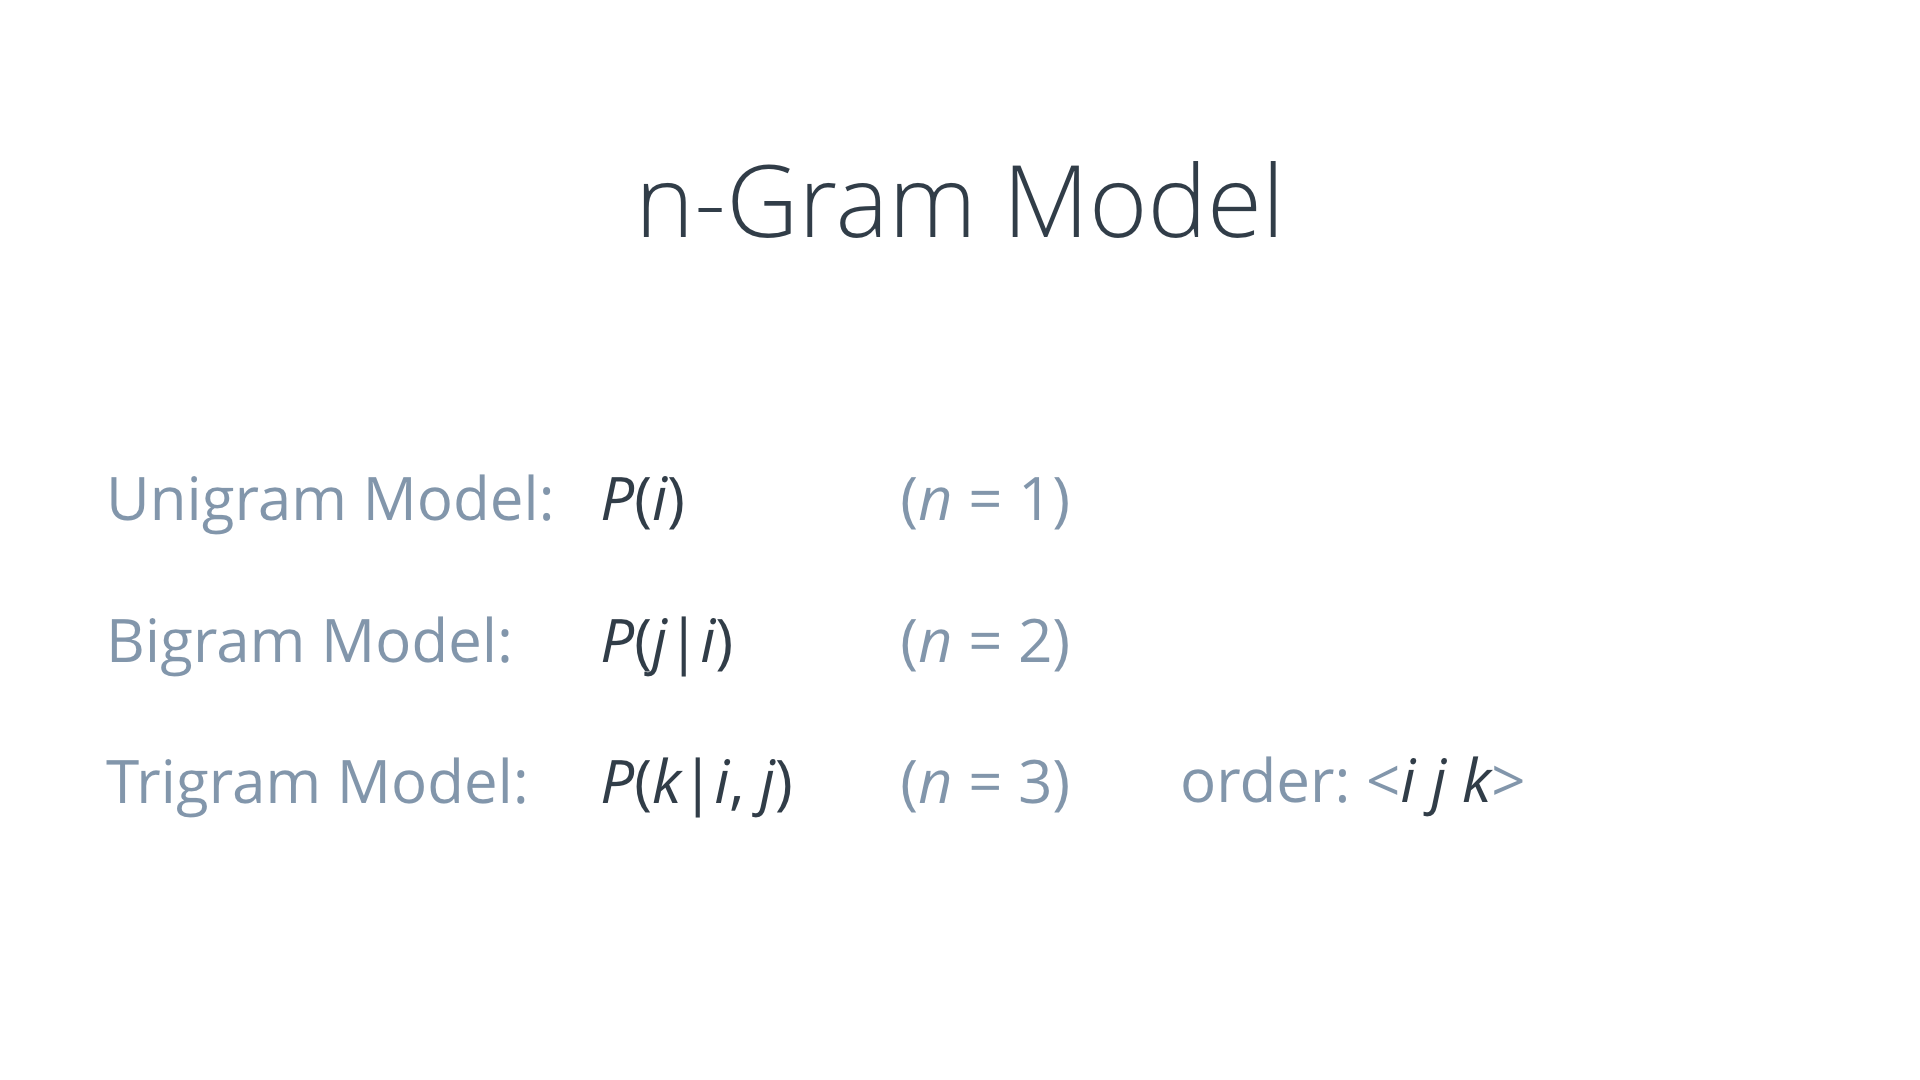 n-Gram Model
Unigram Model: P(i) (n = 1)
Bigram Model: P(j|i) (n = 2)
Trigram Model: P(k|i, j) (n = 3) order: <i j k>